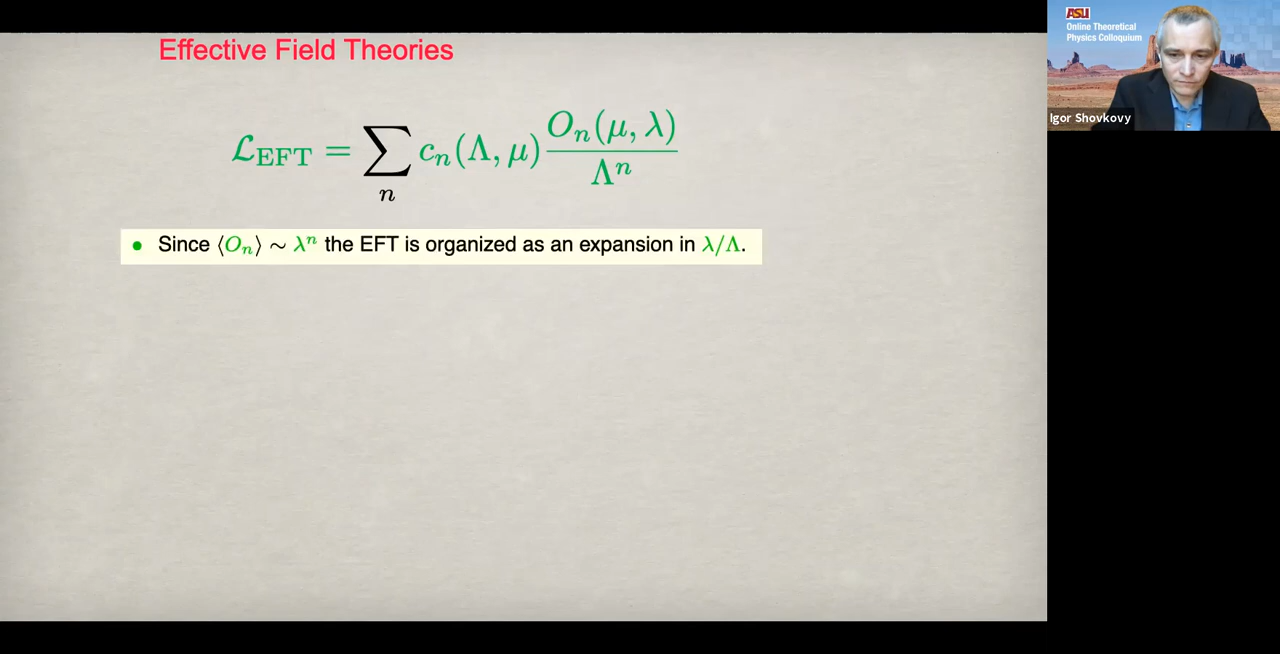 Effective Field Theories
ℒ_EFT = ∑_n c_n(Λ, μ) O_n(μ, λ) / Λ^n
• Since ⟨O_n⟩ ∼ λ^n the EFT is organized as an expansion in λ/Λ.
ASU
Online Theoretical
Physics Colloquium
Igor Shovkovy